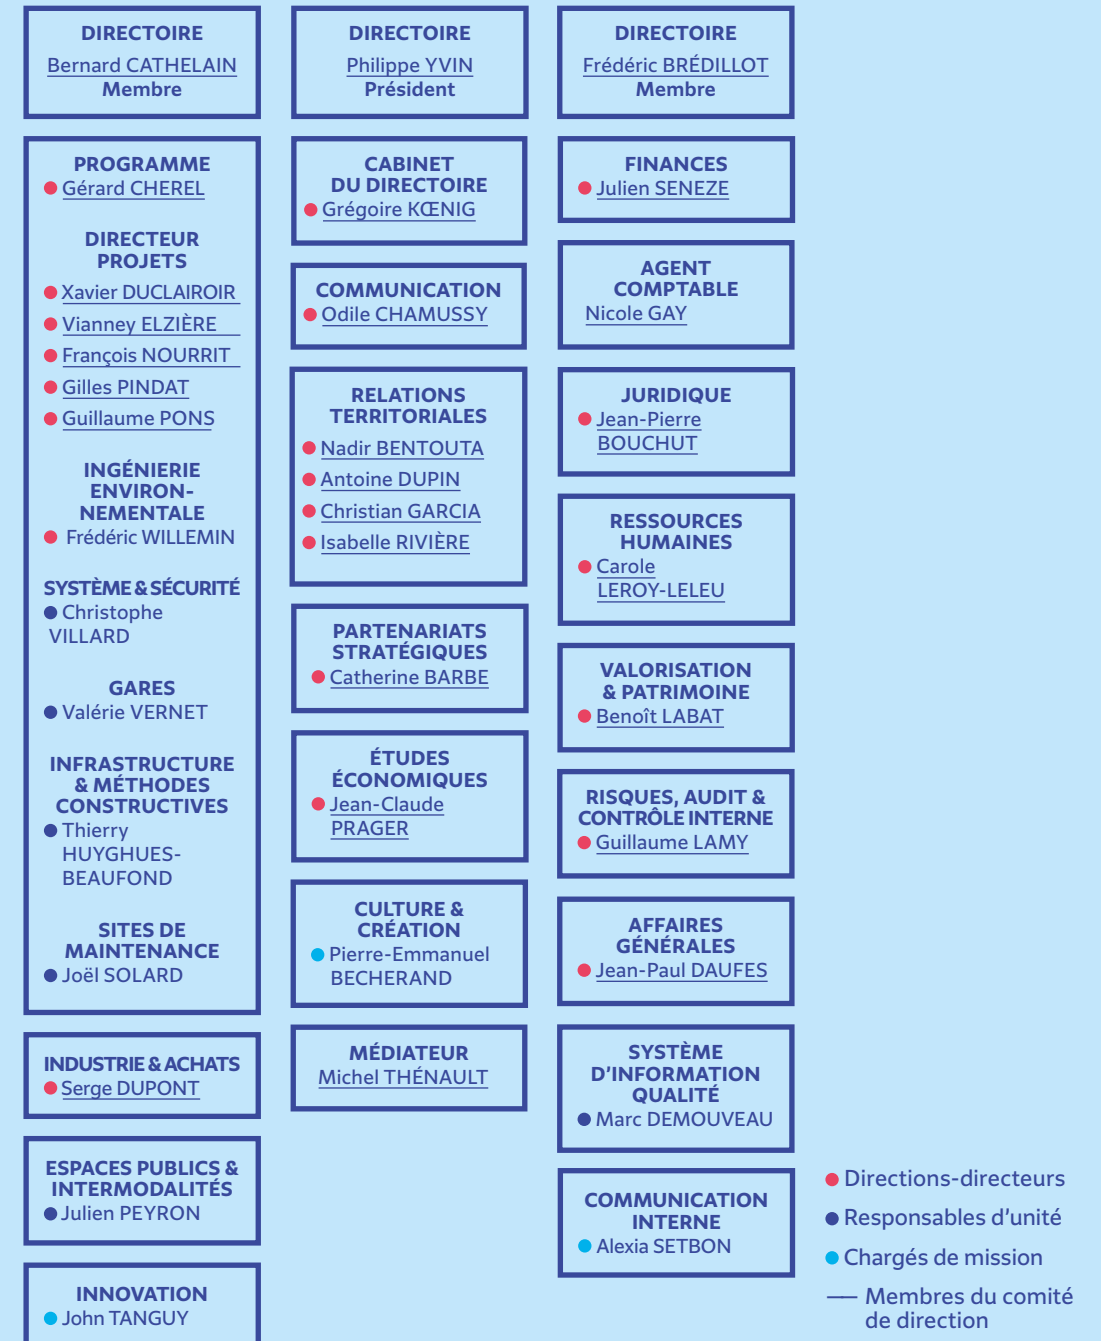 DIRECTOIRE
Bernard CATHELAIN
Membre
PROGRAMME
Gérard CHEREL
DIRECTEUR
PROJETS
Xavier DUCLAIROIR
Vianney ELZIÈRE
François NOURRIT
Gilles PINDAT
Guillaume PONS
INGÉNIERIE
ENVIRON-
NEMENTALE
Frédéric WILLEMIN
SYSTÈME & SÉCURITÉ
Christophe
VILLARD
GARES
Valérie VERNET
INFRASTRUCTURE
& MÉTHODES
CONSTRUCTIVES
Thierry
HUYGHUES-
BEAUFOND
SITES DE
MAINTENANCE
Joël SOLARD
INDUSTRIE & ACHATS
Serge DUPONT
ESPACES PUBLICS &
INTERMODALITÉS
Julien PEYRON
INNOVATION
John TANGUY
DIRECTOIRE
Philippe YVIN
Président
CABINET
DU DIRECTOIRE
Grégoire KŒNIG
COMMUNICATION
Odile CHAMUSSY
RELATIONS
TERRITORIALES
Nadir BENTOUTA
Antoine DUPIN
Christian GARCIA
Isabelle RIVIÈRE
PARTENARIATS
STRATÉGIQUES
Catherine BARBE
ÉTUDES
ÉCONOMIQUES
Jean-Claude
PRAGER
CULTURE &
CRÉATION
Pierre-Emmanuel
BECHERAND
MÉDIATEUR
Michel THÉNAULT
DIRECTOIRE
Frédéric BRÉDILLOT
Membre
FINANCES
Julien SENEZE
AGENT
COMPTABLE
Nicole GAY
JURIDIQUE
Jean-Pierre
BOUCHUT
RESSOURCES
HUMAINES
Carole
LEROY-LELEU
VALORISATION
& PATRIMOINE
Benoît LABAT
RISQUES, AUDIT &
CONTRÔLE INTERNE
Guillaume LAMY
AFFAIRES
GÉNÉRALES
Jean-Paul DAUFES
SYSTÈME
D'INFORMATION
QUALITÉ
Marc DEMOUVEAU
COMMUNICATION
INTERNE
Alexia SETBON
Directions-directeurs
Responsables d'unité
Chargés de mission
Membres du comité
de direction